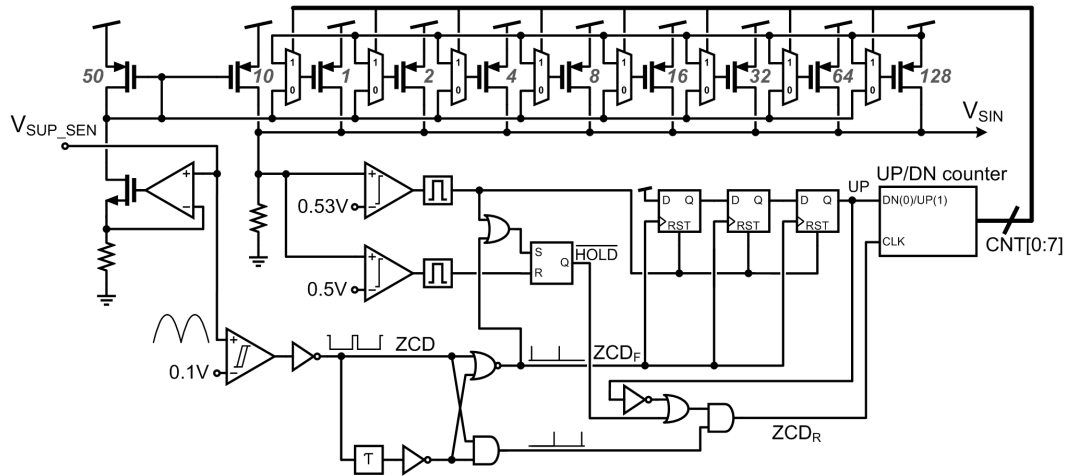 1 1 1 1 1 1 1 1
50 10 1 2 4 8 16 32 64 128
0 0 0 0 0 0 0 0
V_SIN
V_SUP_SEN
+
−
UP/DN counter
UP
+
−
0.53V
D Q D Q D Q
RST RST RST
DN(0)/UP(1)
CLK
CNT[0:7]
S
R
Q
HOLD
+
−
0.5V
+
−
0.1V
ZCD
ZCD_F
ZCD_R
τ